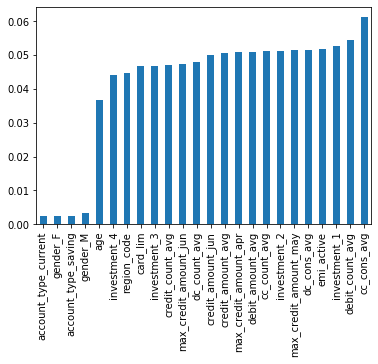 0.06
0.05
0.04
0.03
0.02
0.01
0.00
account_type_current
gender_F
account_type_saving
gender_M
age
investment_4
region_code
card_lim
investment_3
credit_count_avg
max_credit_amount_jun
dc_count_avg
credit_amount_jun
credit_amount_avg
max_credit_amount_apr
debit_amount_avg
cc_count_avg
investment_2
max_credit_amount_may
dc_cons_avg
emi_active
investment_1
debit_count_avg
cc_cons_avg